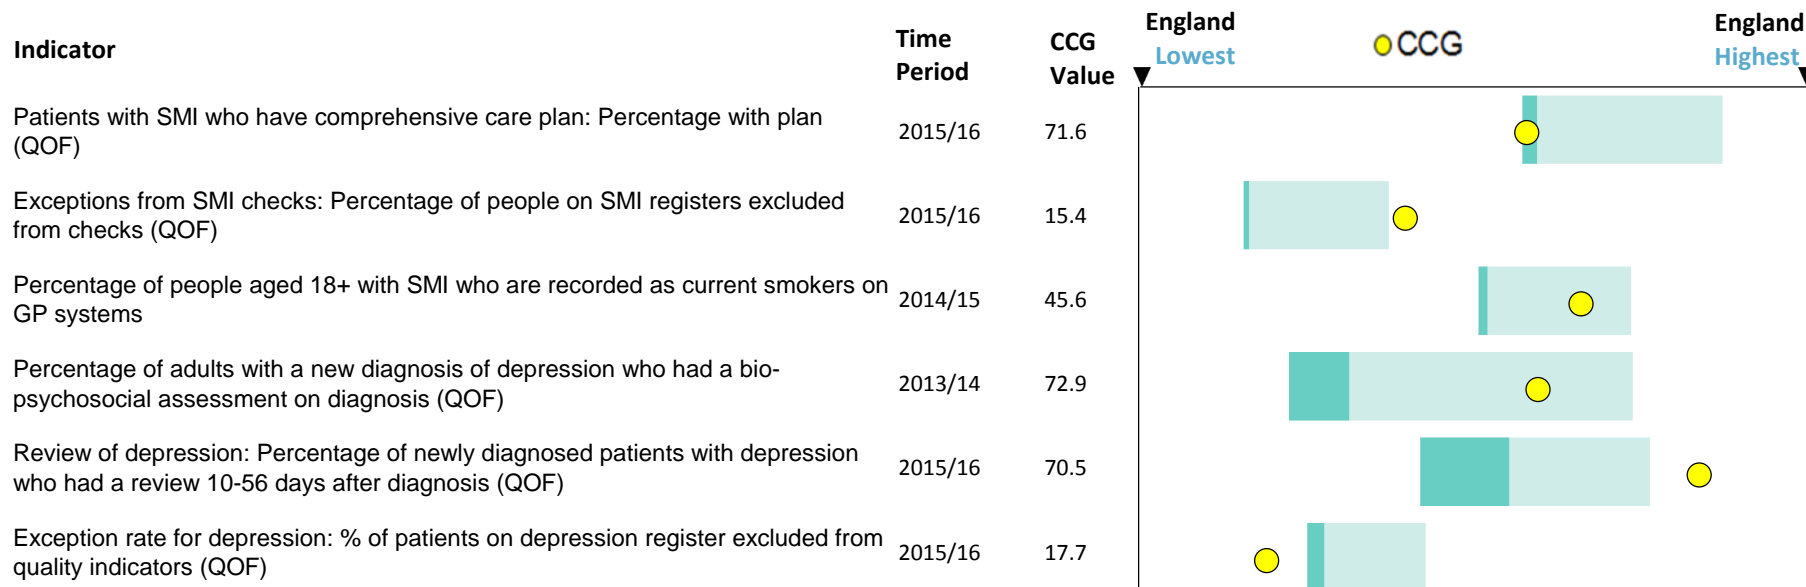 Indicator
Time Period
CCG Value
England Lowest
CCG
England Highest
Patients with SMI who have comprehensive care plan: Percentage with plan
(QOF)
2015/16
71.6
Exceptions from SMI checks: Percentage of people on SMI registers excluded
from checks (QOF)
2015/16
15.4
Percentage of people aged 18+ with SMI who are recorded as current smokers on
GP systems
2014/15
45.6
Percentage of adults with a new diagnosis of depression who had a bio-
psychosocial assessment on diagnosis (QOF)
2013/14
72.9
Review of depression: Percentage of newly diagnosed patients with depression
who had a review 10-56 days after diagnosis (QOF)
2015/16
70.5
Exception rate for depression: % of patients on depression register excluded from
quality indicators (QOF)
2015/16
17.7